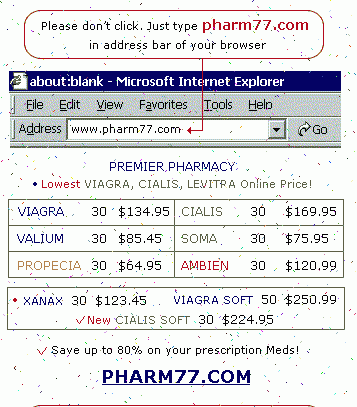 Please don't click. Just type pharm77.com
in address bar of your browser
about:blank - Microsoft Internet Explorer
File Edit View Favorites Tools Help
Address www.pharm77.com Go
PREMIER PHARMACY
• Lowest VIAGRA, CIALIS, LEVITRA Online Price!
VIAGRA 30 $134.95 CIALIS 30 $169.95
VALIUM 30 $85.45 SOMA 30 $75.95
PROPECIA 30 $64.95 AMBIEN 30 $120.99
• XANAX 30 $123.45 VIAGRA SOFT 50 $250.99
✓New CIALIS SOFT 30 $224.95
✓ Save up to 80% on your prescription Meds!
PHARM77.COM